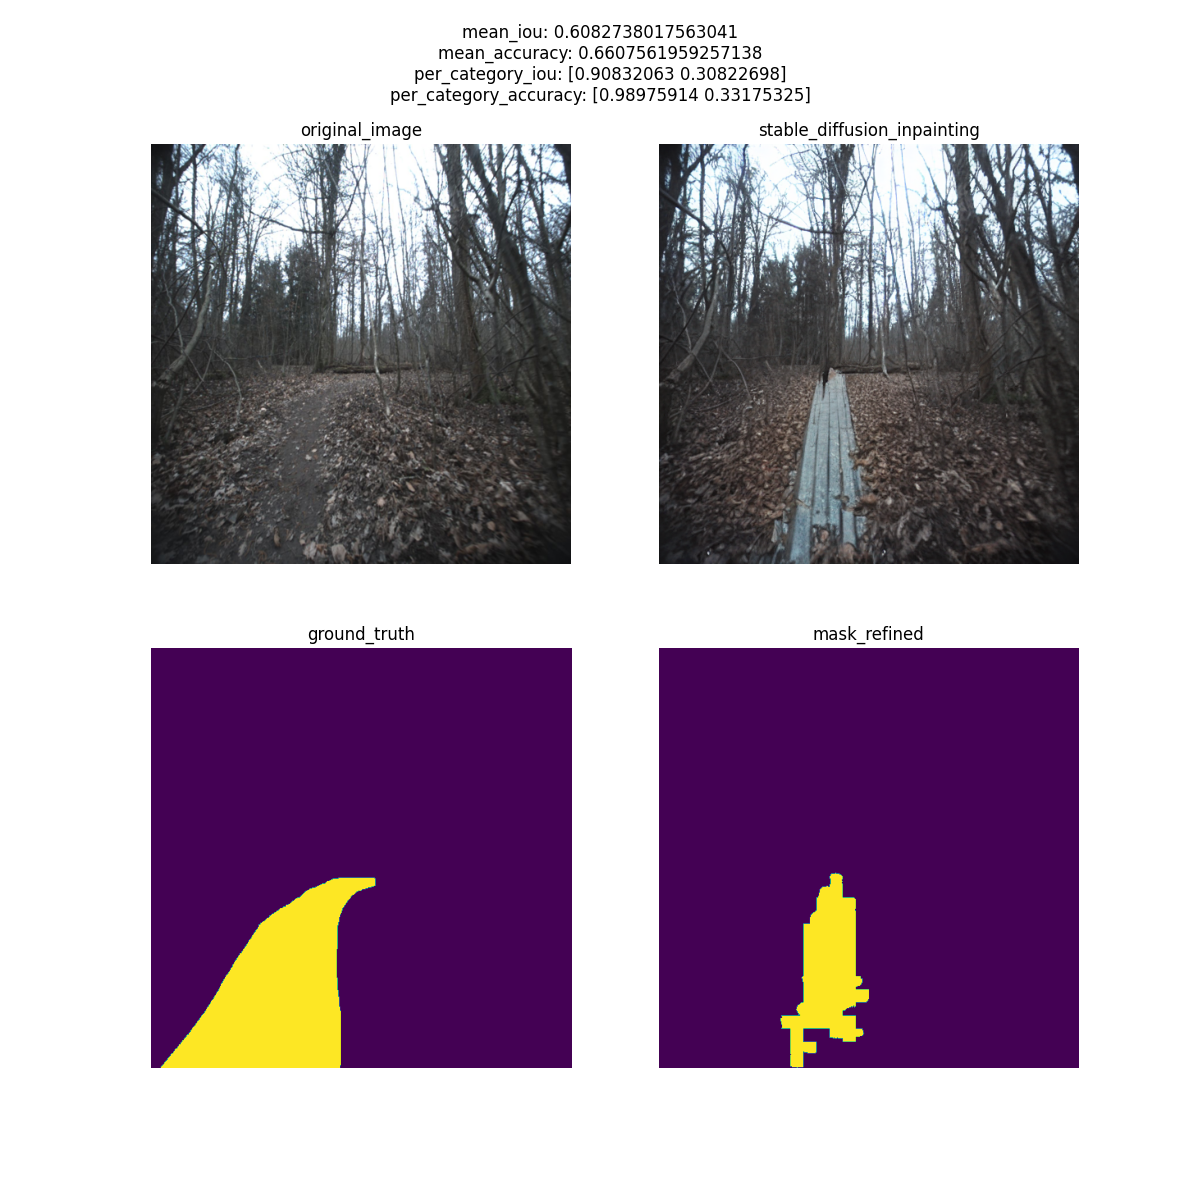 mean_iou: 0.6082738017563041
mean_accuracy: 0.6607561959257138
per_category_iou: [0.90832063 0.30822698]
per_category_accuracy: [0.98975914 0.33175325]
original_image
stable_diffusion_inpainting
ground_truth
mask_refined